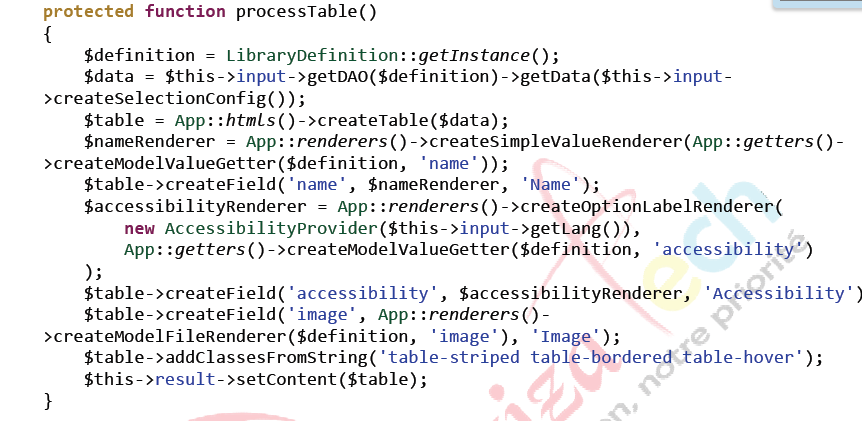 protected function processTable()
{
    $definition = LibraryDefinition::getInstance();
    $data = $this->input->getDAO($definition)->getData($this->input-
>createSelectionConfig());
    $table = App::htmls()->createTable($data);
    $nameRenderer = App::renderers()->createSimpleValueRenderer(App::getters()-
>createModelValueGetter($definition, 'name'));
    $table->createField('name', $nameRenderer, 'Name');
    $accessibilityRenderer = App::renderers()->createOptionLabelRenderer(
        new AccessibilityProvider($this->input->getLang()),
        App::getters()->createModelValueGetter($definition, 'accessibility')
    );
    $table->createField('accessibility', $accessibilityRenderer, 'Accessibility')
    $table->createField('image', App::renderers()-
>createModelFileRenderer($definition, 'image'), 'Image');
    $table->addClassesFromString('table-striped table-bordered table-hover');
    $this->result->setContent($table);
}
Tech
notre priorité